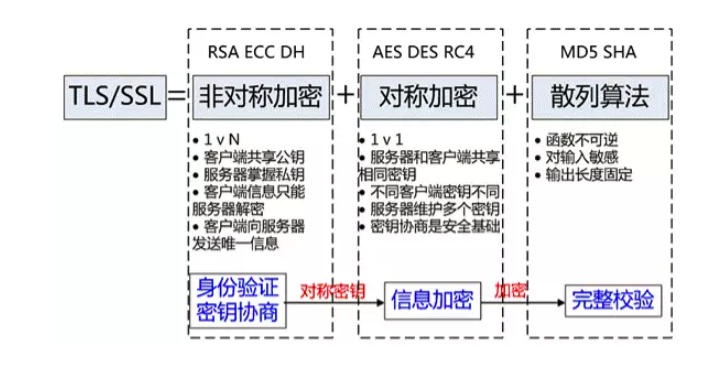 RSA ECC DH
AES DES RC4
MD5 SHA
TLS/SSL
=
非对称加密
+
对称加密
+
散列算法
• 1 v N
• 客户端共享公钥
• 服务器掌握私钥
• 客户端信息只能
服务器解密
• 客户端向服务器
发送唯一信息
• 1 v 1
• 服务器和客户端共享
相同密钥
• 不同客户端密钥不同
• 服务器维护多个密钥
• 密钥协商是安全基础
• 函数不可逆
• 对输入敏感
• 输出长度固定
身份验证
密钥协商
对称密钥
信息加密
加密
完整校验